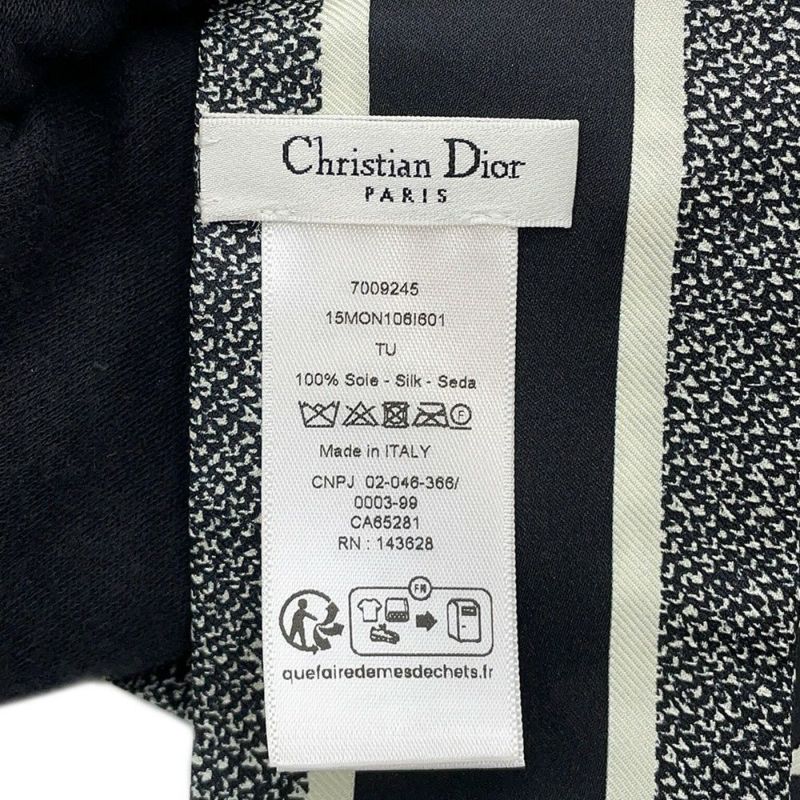 Christian Dior
PARIS
7009245
15MON106I601
TU
100% Soie - Silk - Seda
F
Made in ITALY
CNPJ 02-046-366/
0003-99
CA65281
RN : 143628
FR
quefairedemesdechets.fr